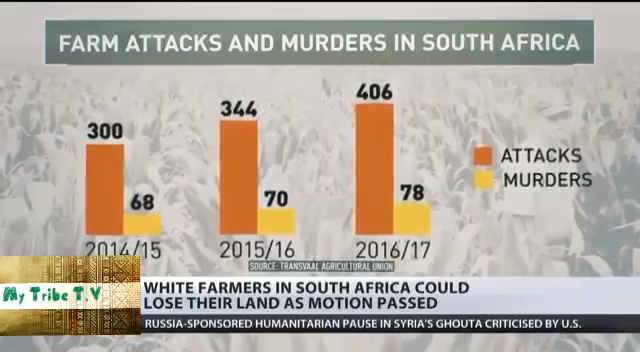 FARM ATTACKS AND MURDERS IN SOUTH AFRICA
300
68
344
70
406
78
ATTACKS
MURDERS
2014/15
2015/16
2016/17
SOURCE: TRANSVAAL AGRICULTURAL UNION
My Tribe T.V
WHITE FARMERS IN SOUTH AFRICA COULD
LOSE THEIR LAND AS MOTION PASSED
RUSSIA-SPONSORED HUMANITARIAN PAUSE IN SYRIA'S GHOUTA CRITICISED BY U.S.